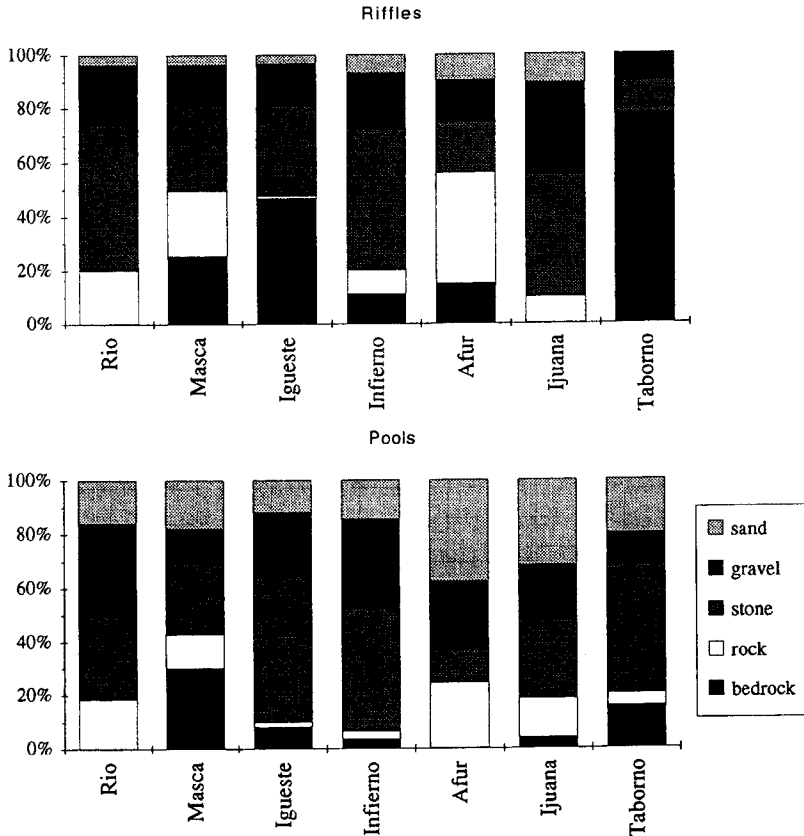 Riffles
100%
80%
60%
40%
20%
0%
Rio
Masca
Igueste
Infierno
Afur
Ijuana
Taborno
Pools
100%
80%
60%
40%
20%
0%
Rio
Masca
Igueste
Infierno
Afur
Ijuana
Taborno
sand
gravel
stone
rock
bedrock